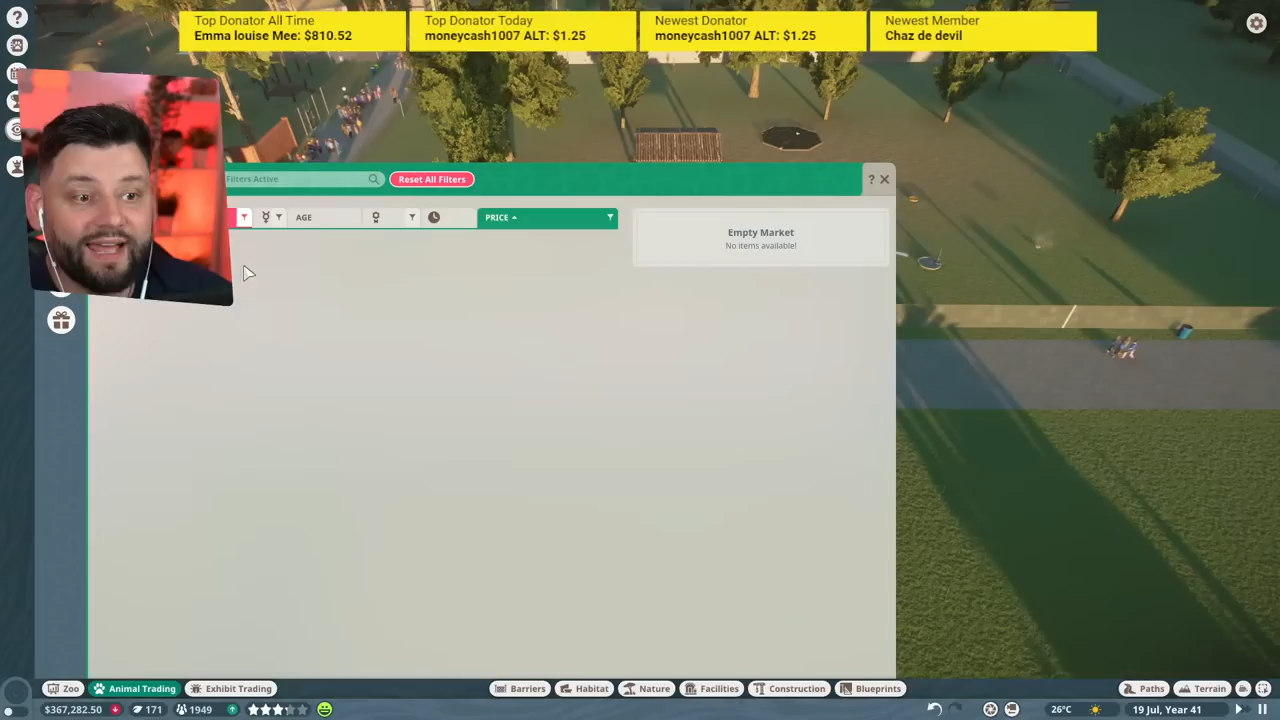 Top Donator All Time
Emma louise Mee: $810.52
Top Donator Today
moneycash1007 ALT: $1.25
Newest Donator
moneycash1007 ALT: $1.25
Newest Member
Chaz de devil
Filters Active
Reset All Filters
?
AGE
PRICE
Empty Market
No items available!
Zoo
Animal Trading
Exhibit Trading
Barriers
Habitat
Nature
Facilities
Construction
Blueprints
Paths
Terrain
$367,282.50
171
1949
26°C
19 Jul, Year 41